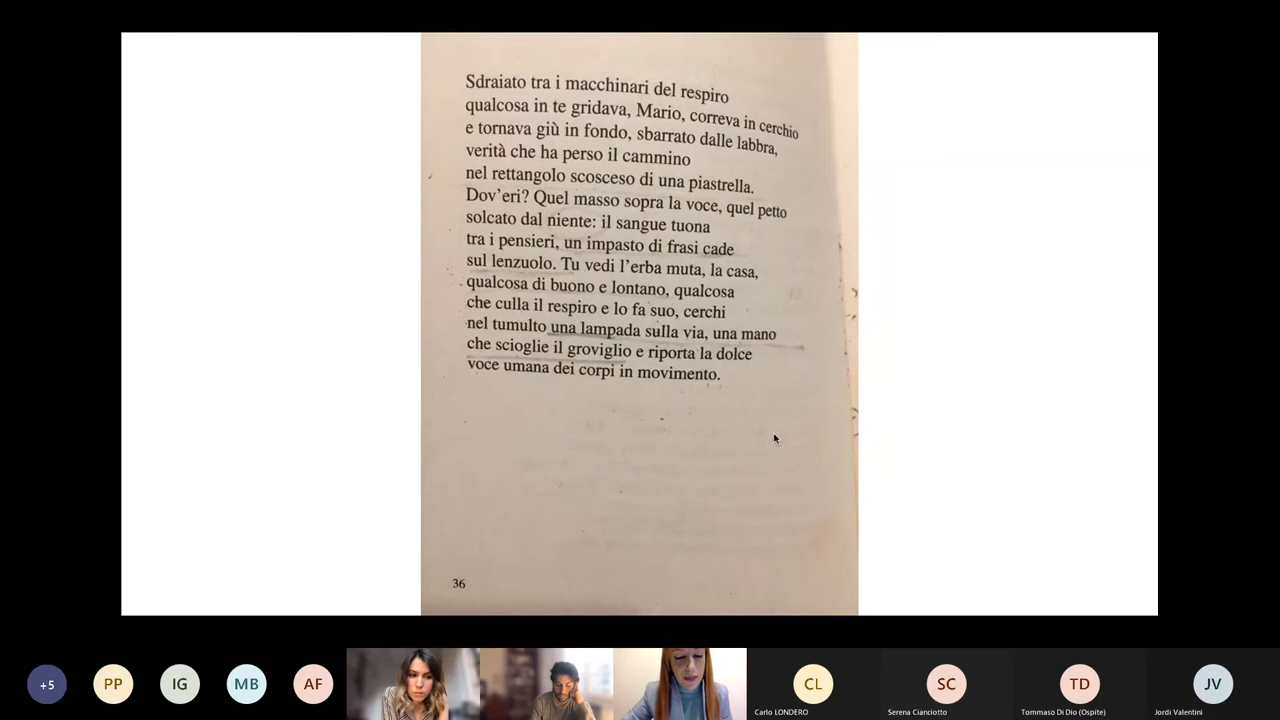 Sdraiato tra i macchinari del respiro
qualcosa in te gridava, Mario, correva in cerchio
e tornava giù in fondo, sbarrato dalle labbra,
verità che ha perso il cammino
nel rettangolo scosceso di una piastrella.
Dov'eri? Quel masso sopra la voce, quel petto
solcato dal niente: il sangue tuona
tra i pensieri, un impasto di frasi cade
sul lenzuolo. Tu vedi l'erba muta, la casa,
qualcosa di buono e lontano, qualcosa
che culla il respiro e lo fa suo, cerchi
nel tumulto una lampada sulla via, una mano
che scioglie il groviglio e riporta la dolce
voce umana dei corpi in movimento.
36
+5
PP
IG
MB
AF
CL
SC
TD
JV
Carlo LONDERO
Serena Cianciotto
Tommaso Di Dio (Ospite)
Jordi Valentini